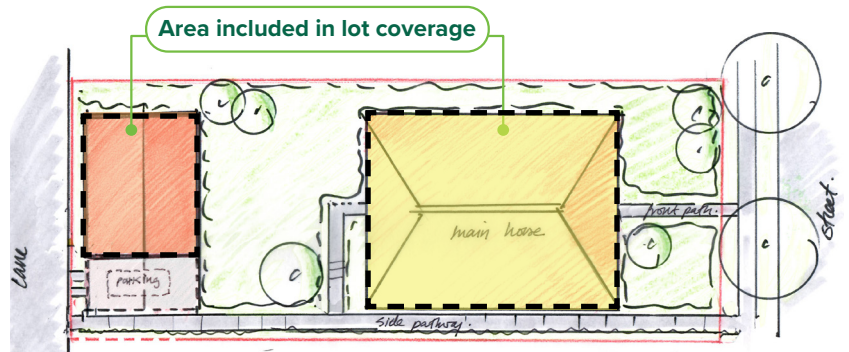 Area included in lot coverage
lane
parking
main house
front path.
side pathway.
street.